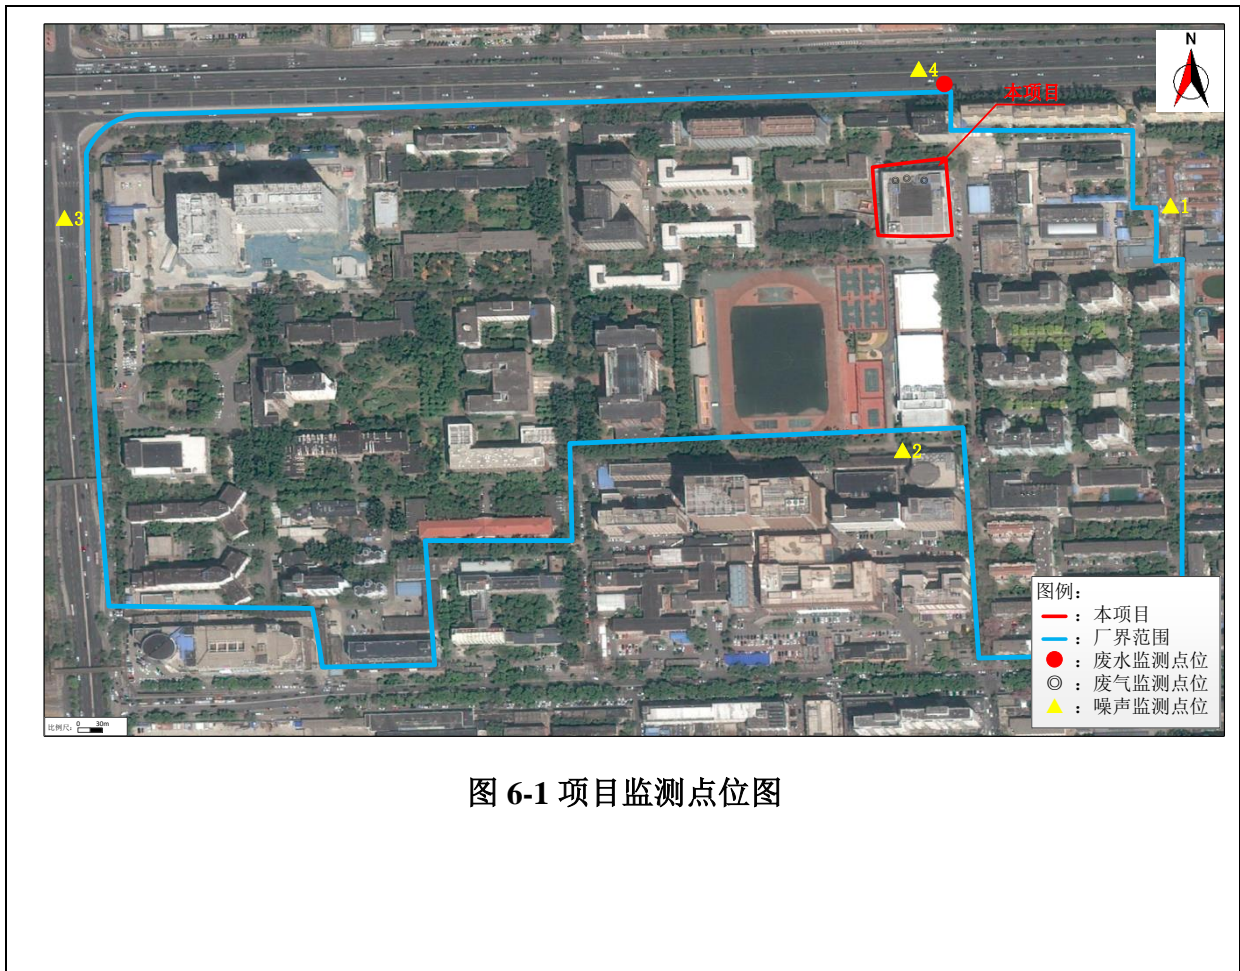 N
4
本项目
3
1
2
图例：
：本项目
：厂界范围
：废水监测点位
：废气监测点位
：噪声监测点位
比例尺： 0 30m
图 6-1 项目监测点位图